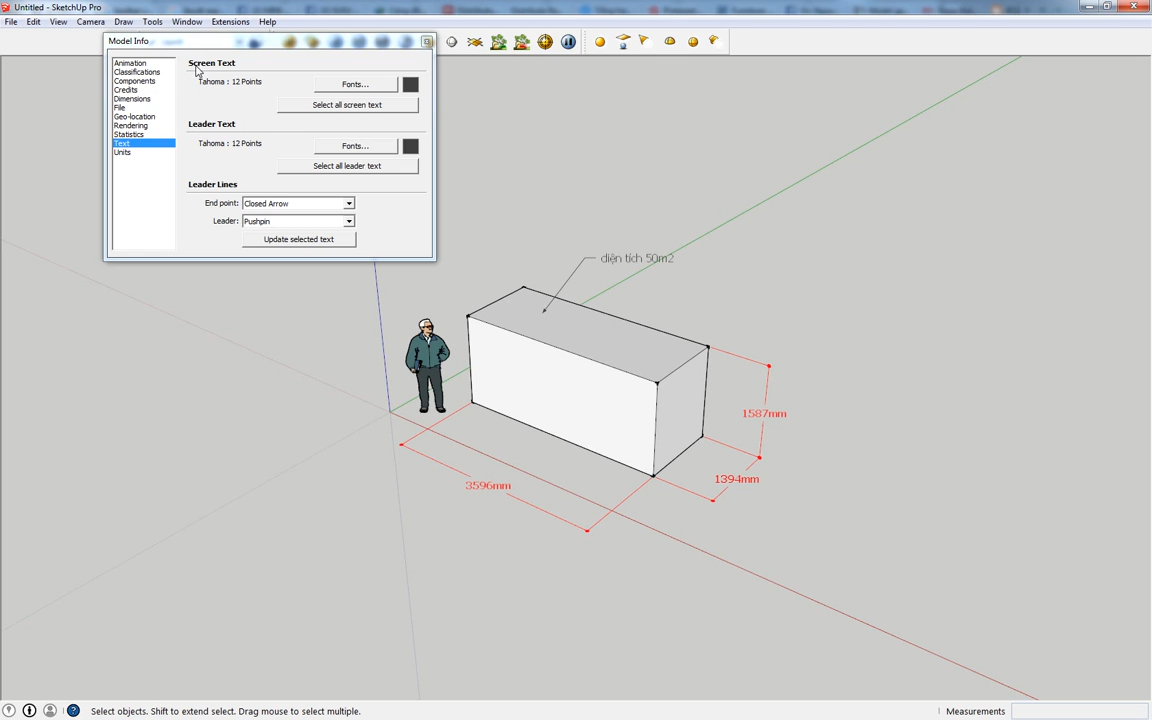 Untitled - SketchUp Pro
File Edit View Camera Draw Tools Window Extensions Help
Model Info
Animation
Classifications
Components
Credits
Dimensions
File
Geo-location
Rendering
Statistics
Text
Units
Screen Text
Tahoma : 12 Points
Fonts...
Select all screen text
Leader Text
Tahoma : 12 Points
Fonts...
Select all leader text
Leader Lines
End point: Closed Arrow
Leader: Pushpin
Update selected text
diện tích 50m2
1587mm
1394mm
3596mm
Select objects. Shift to extend select. Drag mouse to select multiple.
Measurements